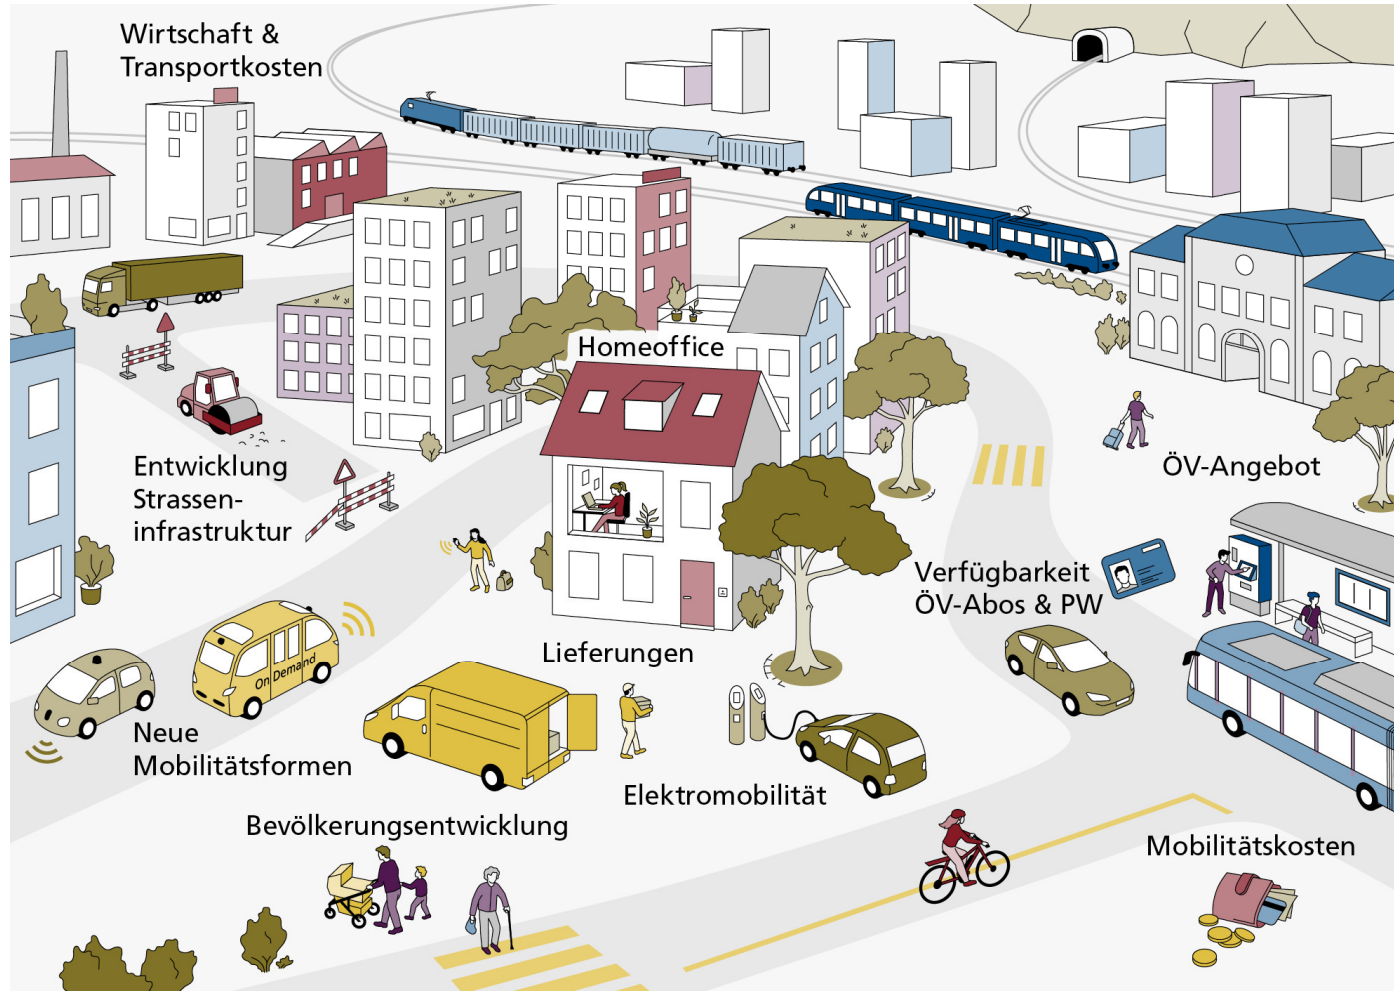 Wirtschaft &
Transportkosten
Homeoffice
Entwicklung
Strassen-
infrastruktur
ÖV-Angebot
Verfügbarkeit
ÖV-Abos & PW
Lieferungen
On Demand
Neue
Mobilitätsformen
Elektromobilität
Bevölkerungsentwicklung
Mobilitätskosten